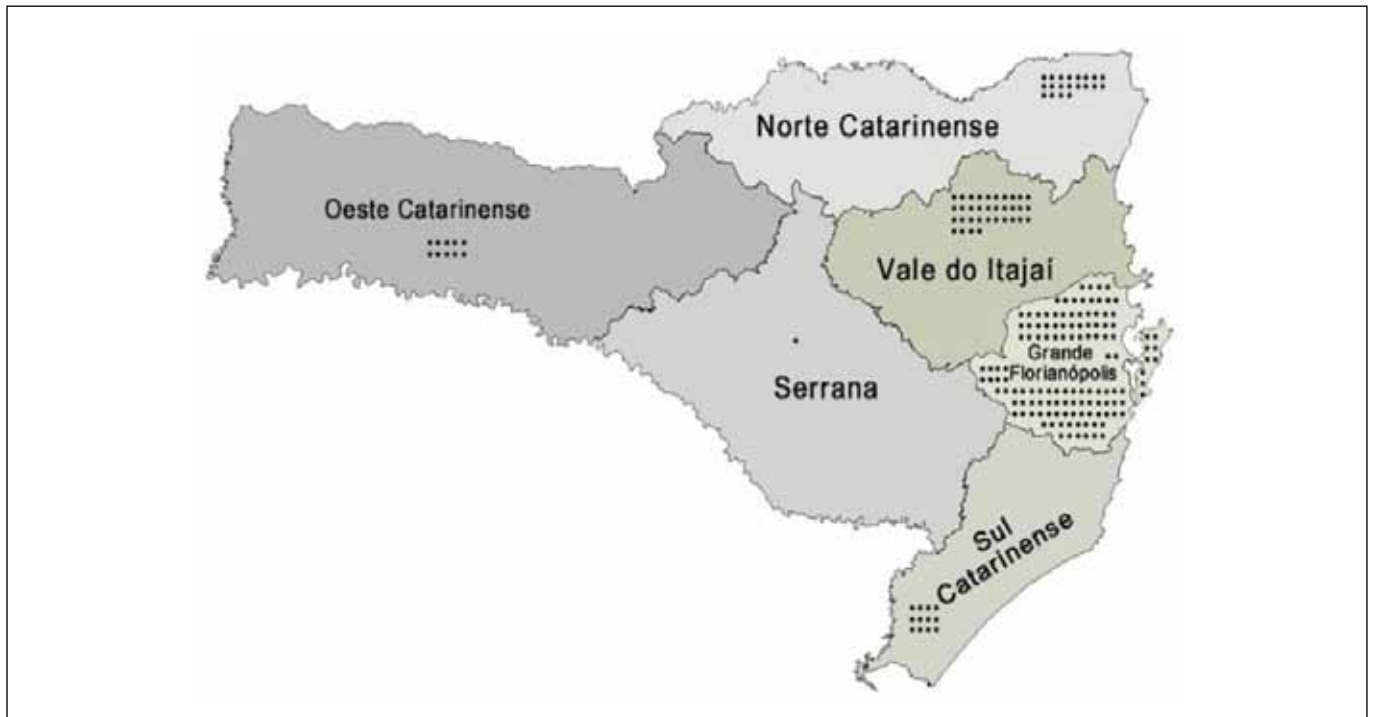 Norte Catarinense
Oeste Catarinense
Vale do Itajaí
Grande
Florianópolis
Serrana
Sul
Catarinense